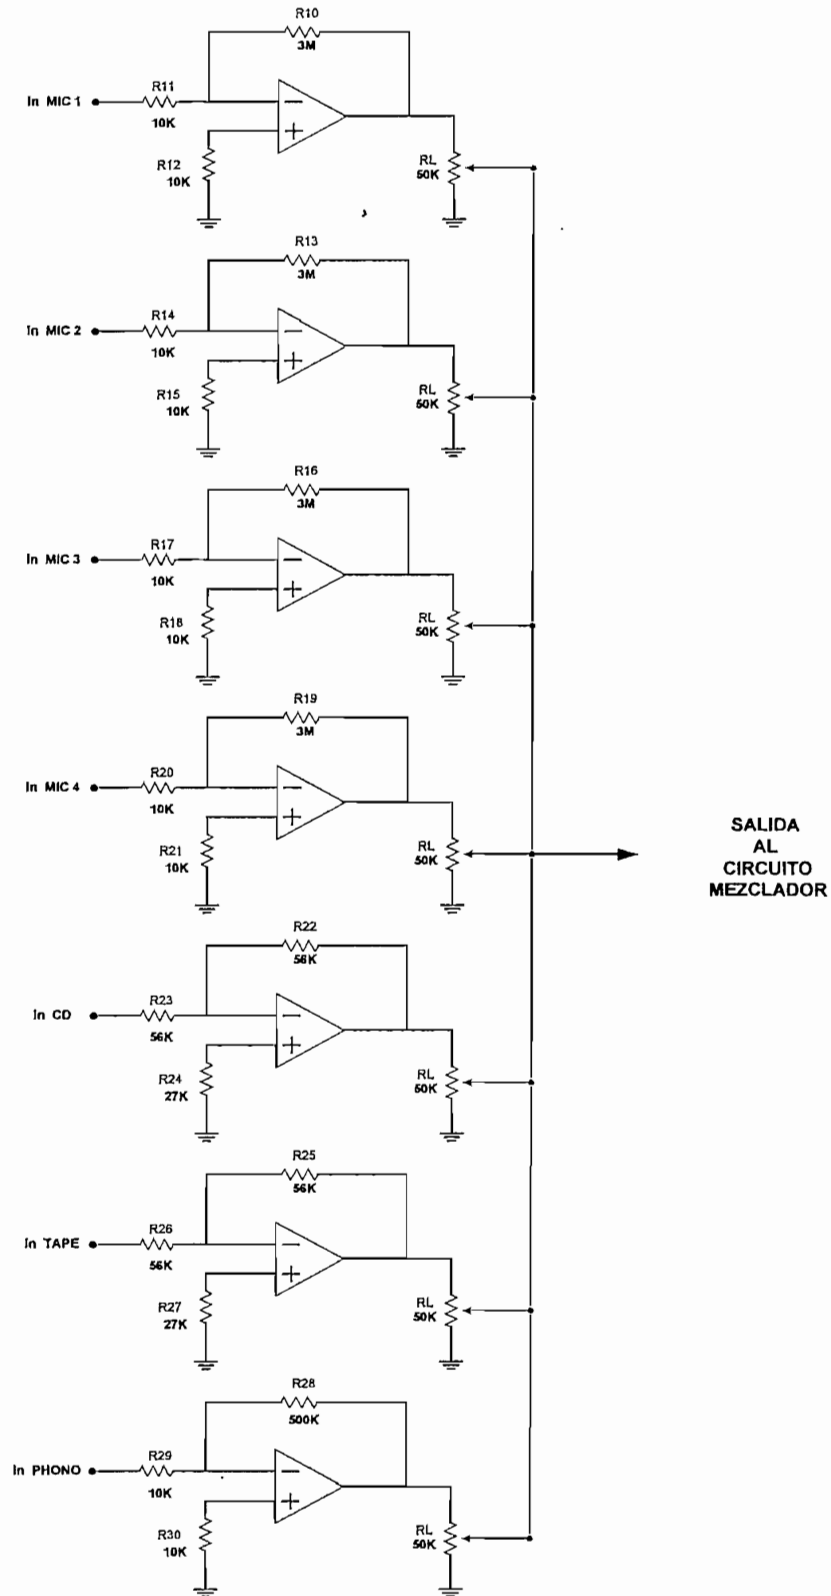 R10
3M
R11
In MIC 1
10K
R12
10K
RL
50K
R13
3M
R14
In MIC 2
10K
R15
10K
RL
50K
R16
3M
R17
In MIC 3
10K
R18
10K
RL
50K
R19
3M
R20
In MIC 4
10K
R21
10K
RL
50K
SALIDA
AL
CIRCUITO
MEZCLADOR
R22
56K
R23
In CD
56K
R24
27K
RL
50K
R25
56K
R26
In TAPE
56K
R27
27K
RL
50K
R28
500K
R29
In PHONO
10K
R30
10K
RL
50K